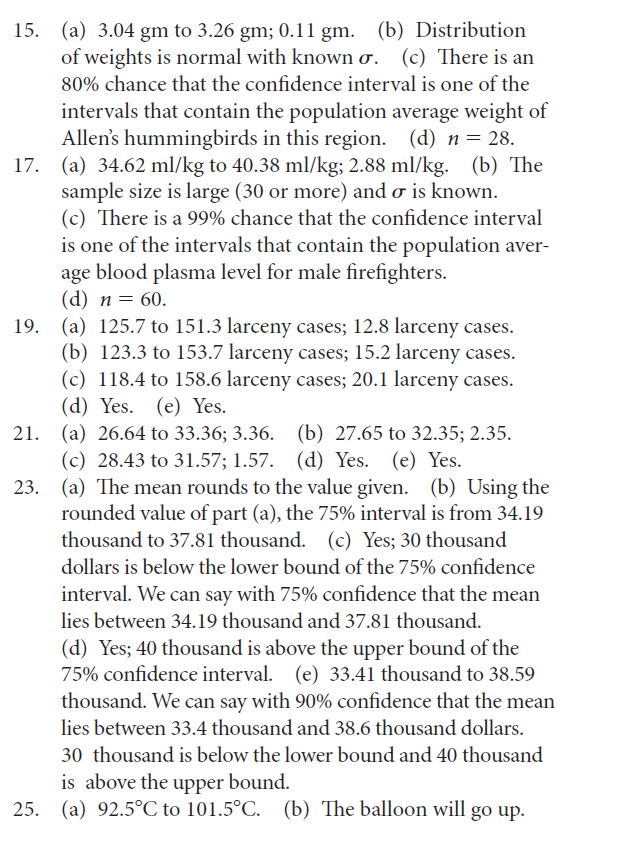 15. (a) 3.04 gm to 3.26 gm; 0.11 gm. (b) Distribution
of weights is normal with known σ. (c) There is an
80% chance that the confidence interval is one of the
intervals that contain the population average weight of
Allen's hummingbirds in this region. (d) n = 28.
17. (a) 34.62 ml/kg to 40.38 ml/kg; 2.88 ml/kg. (b) The
sample size is large (30 or more) and σ is known.
(c) There is a 99% chance that the confidence interval
is one of the intervals that contain the population aver-
age blood plasma level for male firefighters.
(d) n = 60.
19. (a) 125.7 to 151.3 larceny cases; 12.8 larceny cases.
(b) 123.3 to 153.7 larceny cases; 15.2 larceny cases.
(c) 118.4 to 158.6 larceny cases; 20.1 larceny cases.
(d) Yes. (e) Yes.
21. (a) 26.64 to 33.36; 3.36. (b) 27.65 to 32.35; 2.35.
(c) 28.43 to 31.57; 1.57. (d) Yes. (e) Yes.
23. (a) The mean rounds to the value given. (b) Using the
rounded value of part (a), the 75% interval is from 34.19
thousand to 37.81 thousand. (c) Yes; 30 thousand
dollars is below the lower bound of the 75% confidence
interval. We can say with 75% confidence that the mean
lies between 34.19 thousand and 37.81 thousand.
(d) Yes; 40 thousand is above the upper bound of the
75% confidence interval. (e) 33.41 thousand to 38.59
thousand. We can say with 90% confidence that the mean
lies between 33.4 thousand and 38.6 thousand dollars.
30 thousand is below the lower bound and 40 thousand
is above the upper bound.
25. (a) 92.5°C to 101.5°C. (b) The balloon will go up.